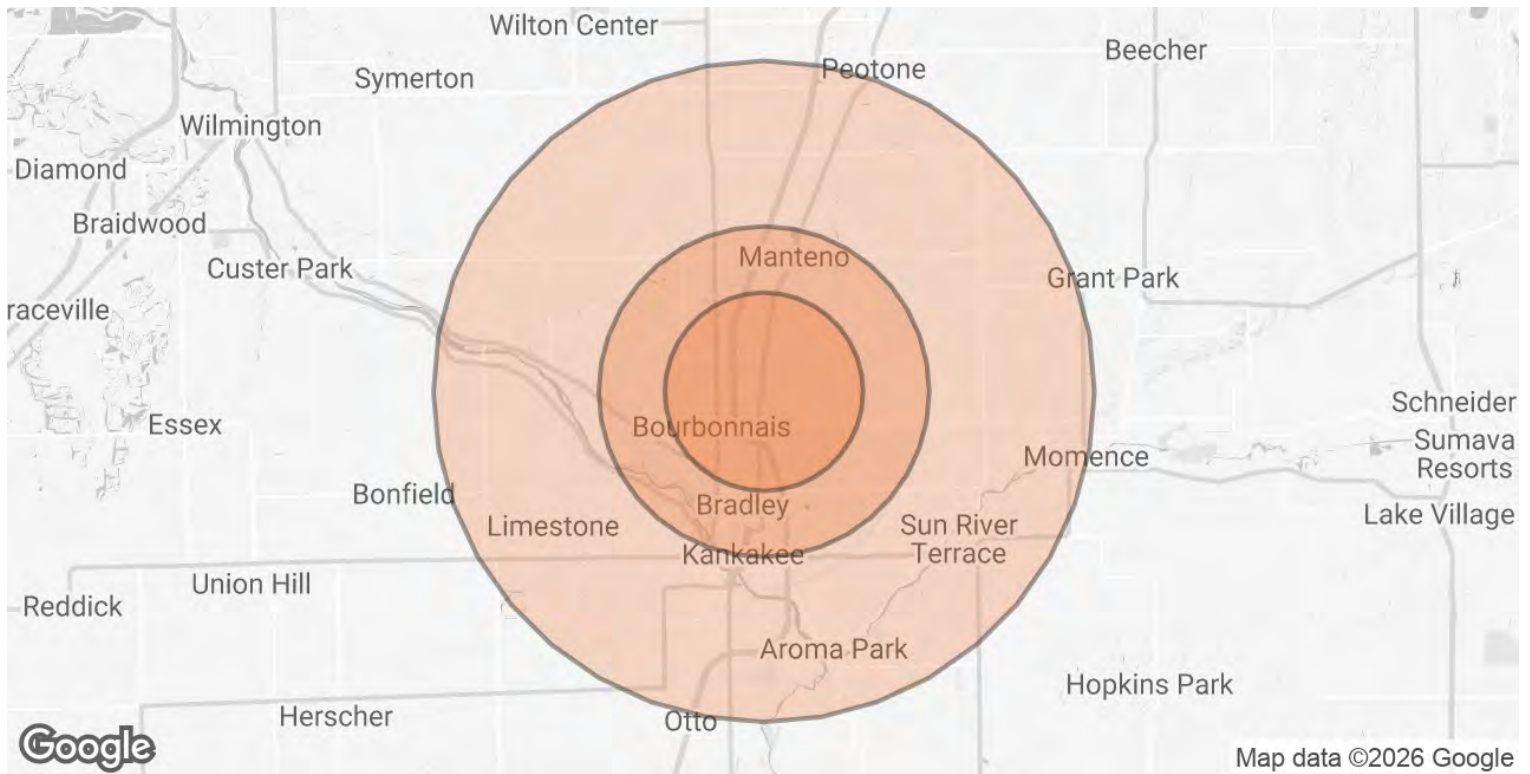 Wilton Center
Beecher
Peotone
Symerton
Wilmington
Diamond
Braidwood
Manteno
Custer Park
Grant Park
raceville
Schneider
Essex
Bourbonnais
Sumava
Resorts
Momence
Bonfield
Bradley
Lake Village
Limestone
Sun River
Terrace
Kankakee
Union Hill
Reddick
Aroma Park
Hopkins Park
Herscher
Otto
Google
Map data ©2026 Google